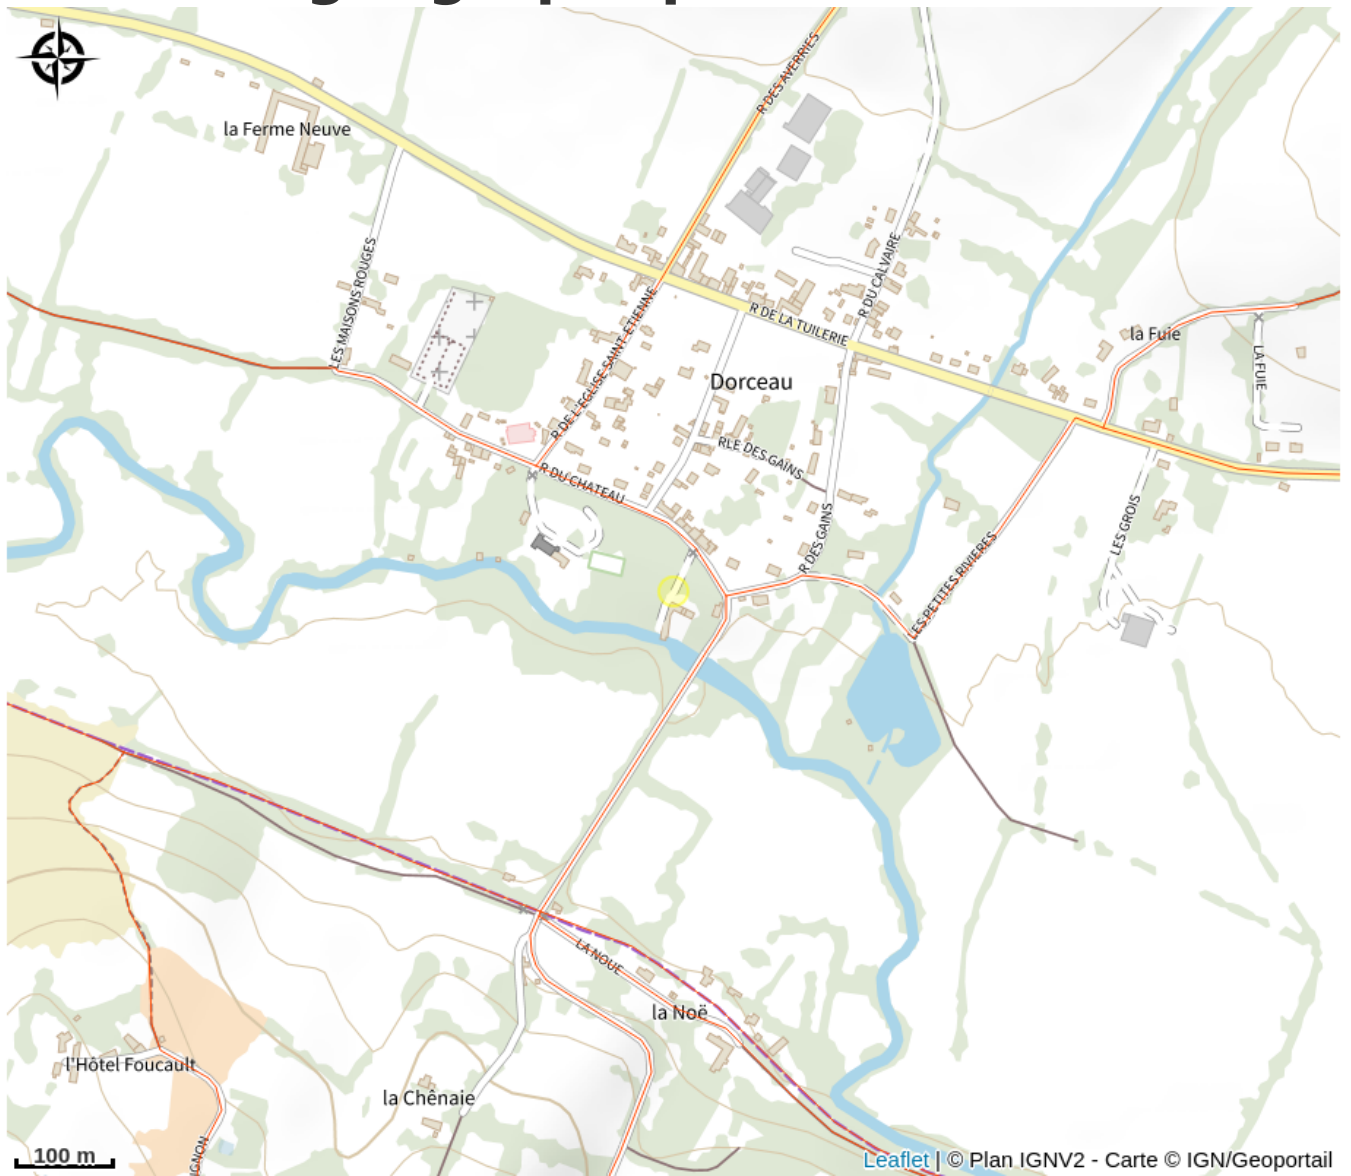 R DES AVERRIES
la Ferme Neuve
LES MAISONS ROUGES
R DU CALVAIRE
R DE L'EGLISE SAINT-ETIENNE
R DE LA TUILERIE
la Fuie
LA FUIE
Dorceau
RLE DES GAINS
R DU CHATEAU
R DES GAINS
LES PETITES RIVIERES
LES GROIS
LA NOUE
la Noë
l'Hôtel Foucault
la Chênaie
IGNON
100 m
Leaflet | © Plan IGNV2 - Carte © IGN/Geoportail